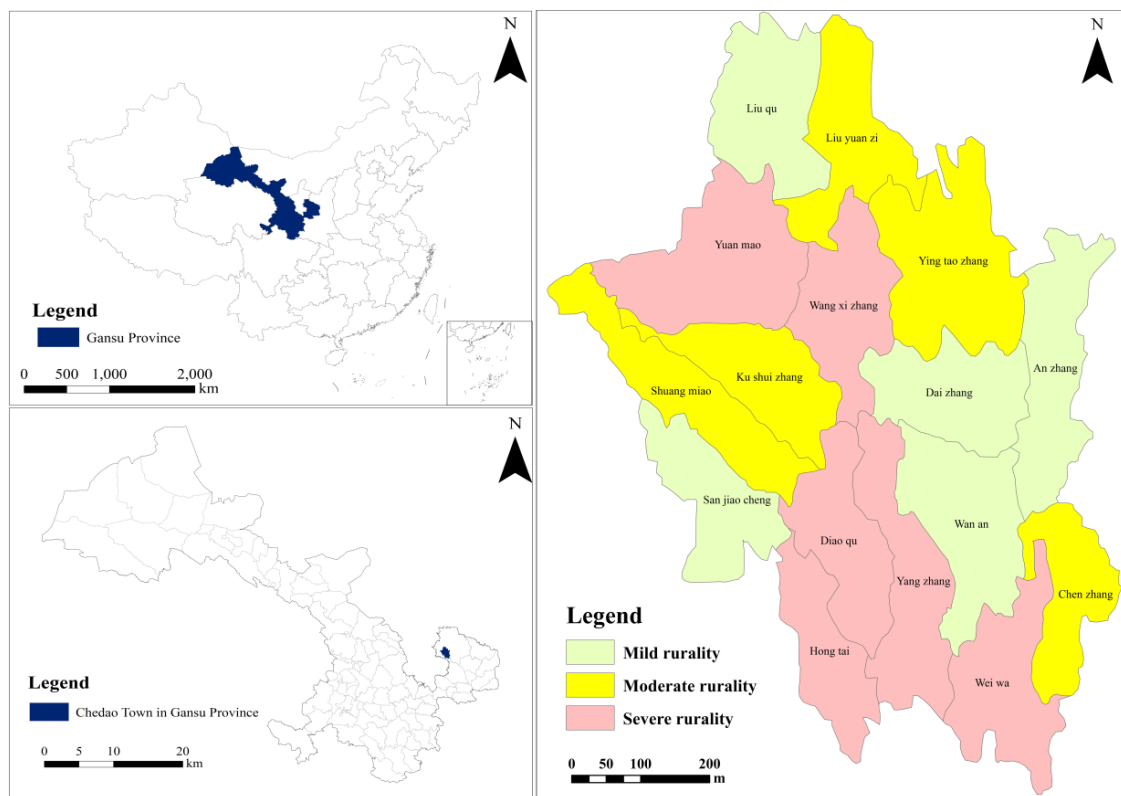 N
Legend
Gansu Province
0 500 1,000 2,000
km
N
Legend
Chedao Town in Gansu Province
0 5 10 20
km
N
Liu qu
Liu yuan zi
Yuan mao
Ying tao zhang
Wang xi zhang
An zhang
Ku shui zhang
Dai zhang
Shuang miao
San jiao cheng
Wan an
Diao qu
Yang zhang
Chen zhang
Hong tai
Wei wa
Legend
Mild rurality
Moderate rurality
Severe rurality
0 50 100 200
m